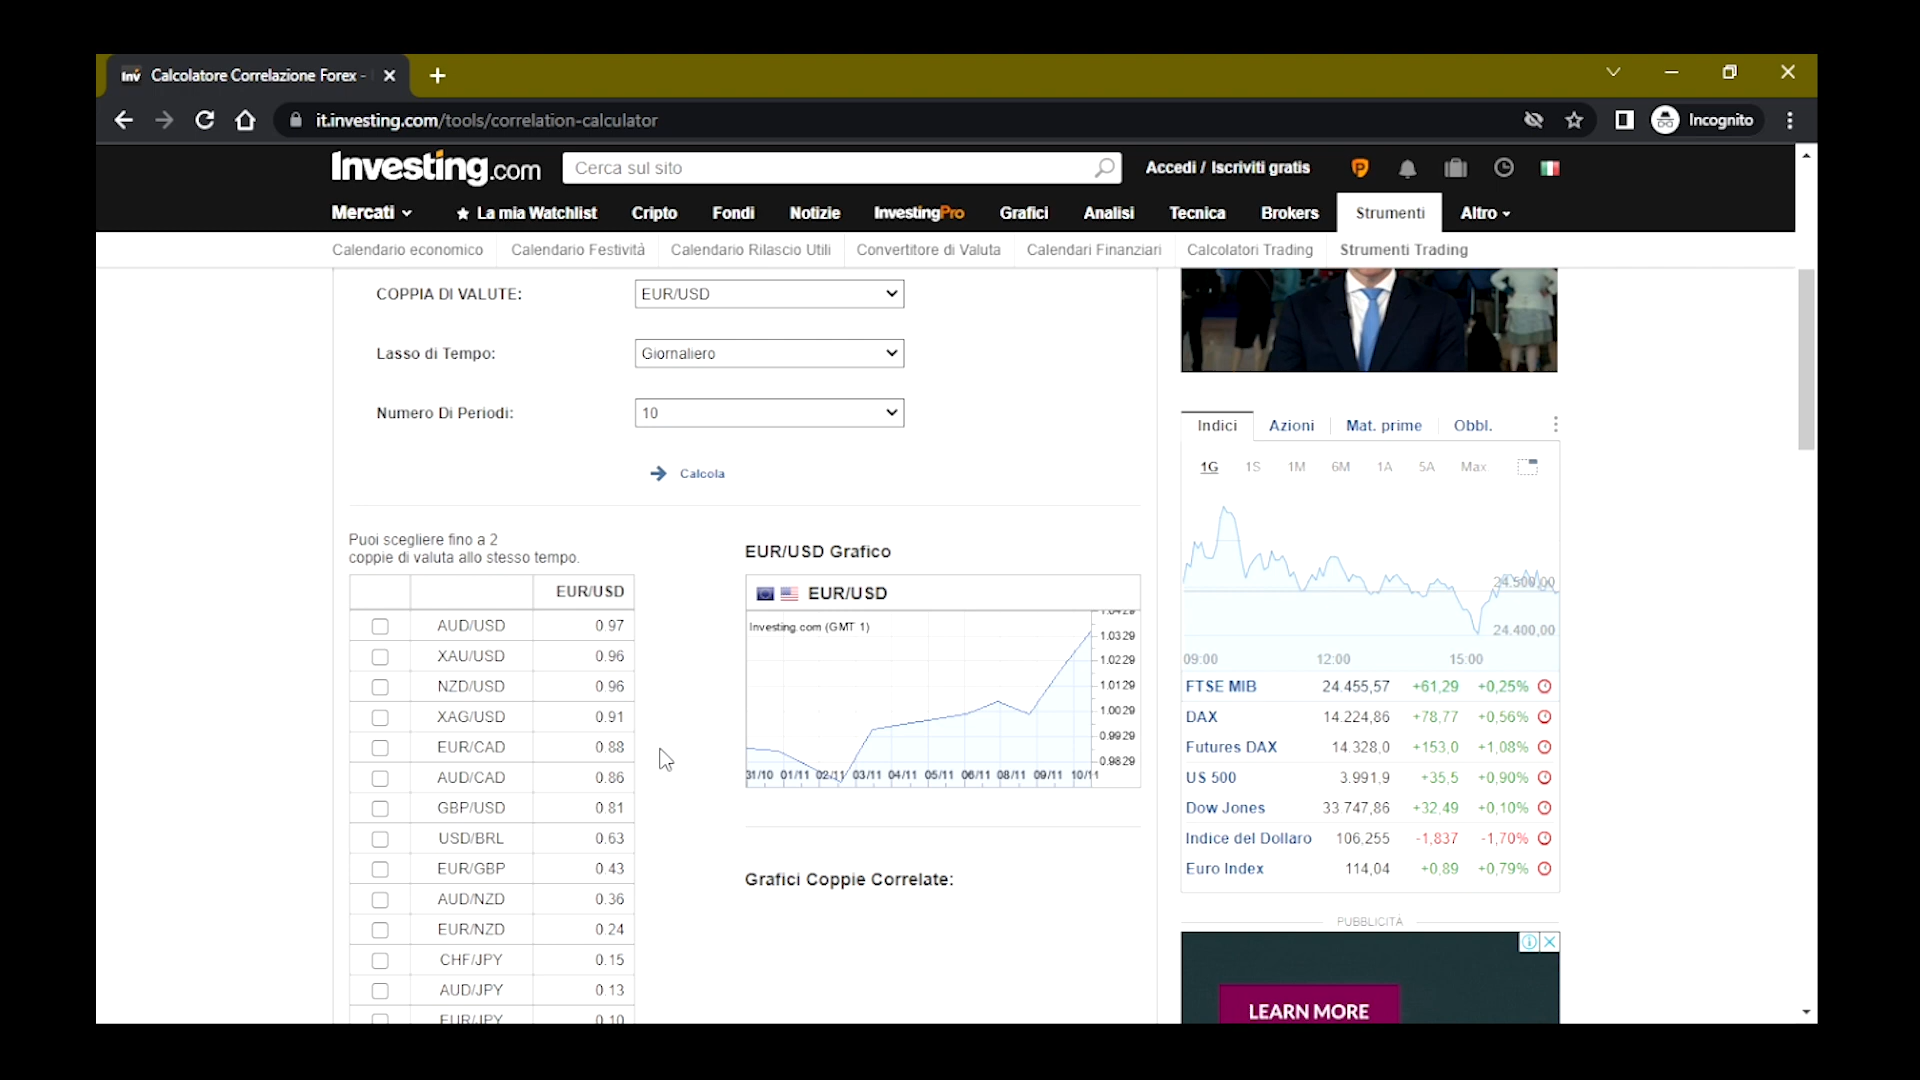 inv Calcolatore Correlazione Forex -
it.investing.com/tools/correlation-calculator
Incognito
Investing.com
Cerca sul sito
Accedi / Iscriviti gratis
Mercati
La mia Watchlist
Cripto
Fondi
Notizie
InvestingPro
Grafici
Analisi
Tecnica
Brokers
Strumenti
Altro
Calendario economico
Calendario Festività
Calendario Rilascio Utili
Convertitore di Valuta
Calendari Finanziari
Calcolatori Trading
Strumenti Trading
COPPIA DI VALUTE: EUR/USD
Lasso di Tempo: Giornaliero
Numero Di Periodi: 10
Calcola
Puoi scegliere fino a 2
coppie di valuta allo stesso tempo.
EUR/USD
AUD/USD 0.97
XAU/USD 0.96
NZD/USD 0.96
XAG/USD 0.91
EUR/CAD 0.88
AUD/CAD 0.86
GBP/USD 0.81
USD/BRL 0.63
EUR/GBP 0.43
AUD/NZD 0.36
EUR/NZD 0.24
CHF/JPY 0.15
AUD/JPY 0.13
EUR/JPY 0.10
EUR/USD Grafico
EUR/USD
Investing.com (GMT 1)
1.0429
1.0329
1.0229
1.0129
1.0029
0.9929
0.9829
31/10 01/11 02/11 03/11 04/11 05/11 06/11 08/11 09/11 10/11
Grafici Coppie Correlate:
Indici
Azioni
Mat. prime
Obbl.
1G 1S 1M 6M 1A 5A Max
24.500,00
24.400,00
09:00 12:00 15:00
FTSE MIB 24.455,57 +61,29 +0,25%
DAX 14.224,86 +78,77 +0,56%
Futures DAX 14.328,0 +153,0 +1,08%
US 500 3.991,9 +35,5 +0,90%
Dow Jones 33.747,86 +32,49 +0,10%
Indice del Dollaro 106,255 -1,837 -1,70%
Euro Index 114,04 +0,89 +0,79%
PUBBLICITÀ
LEARN MORE